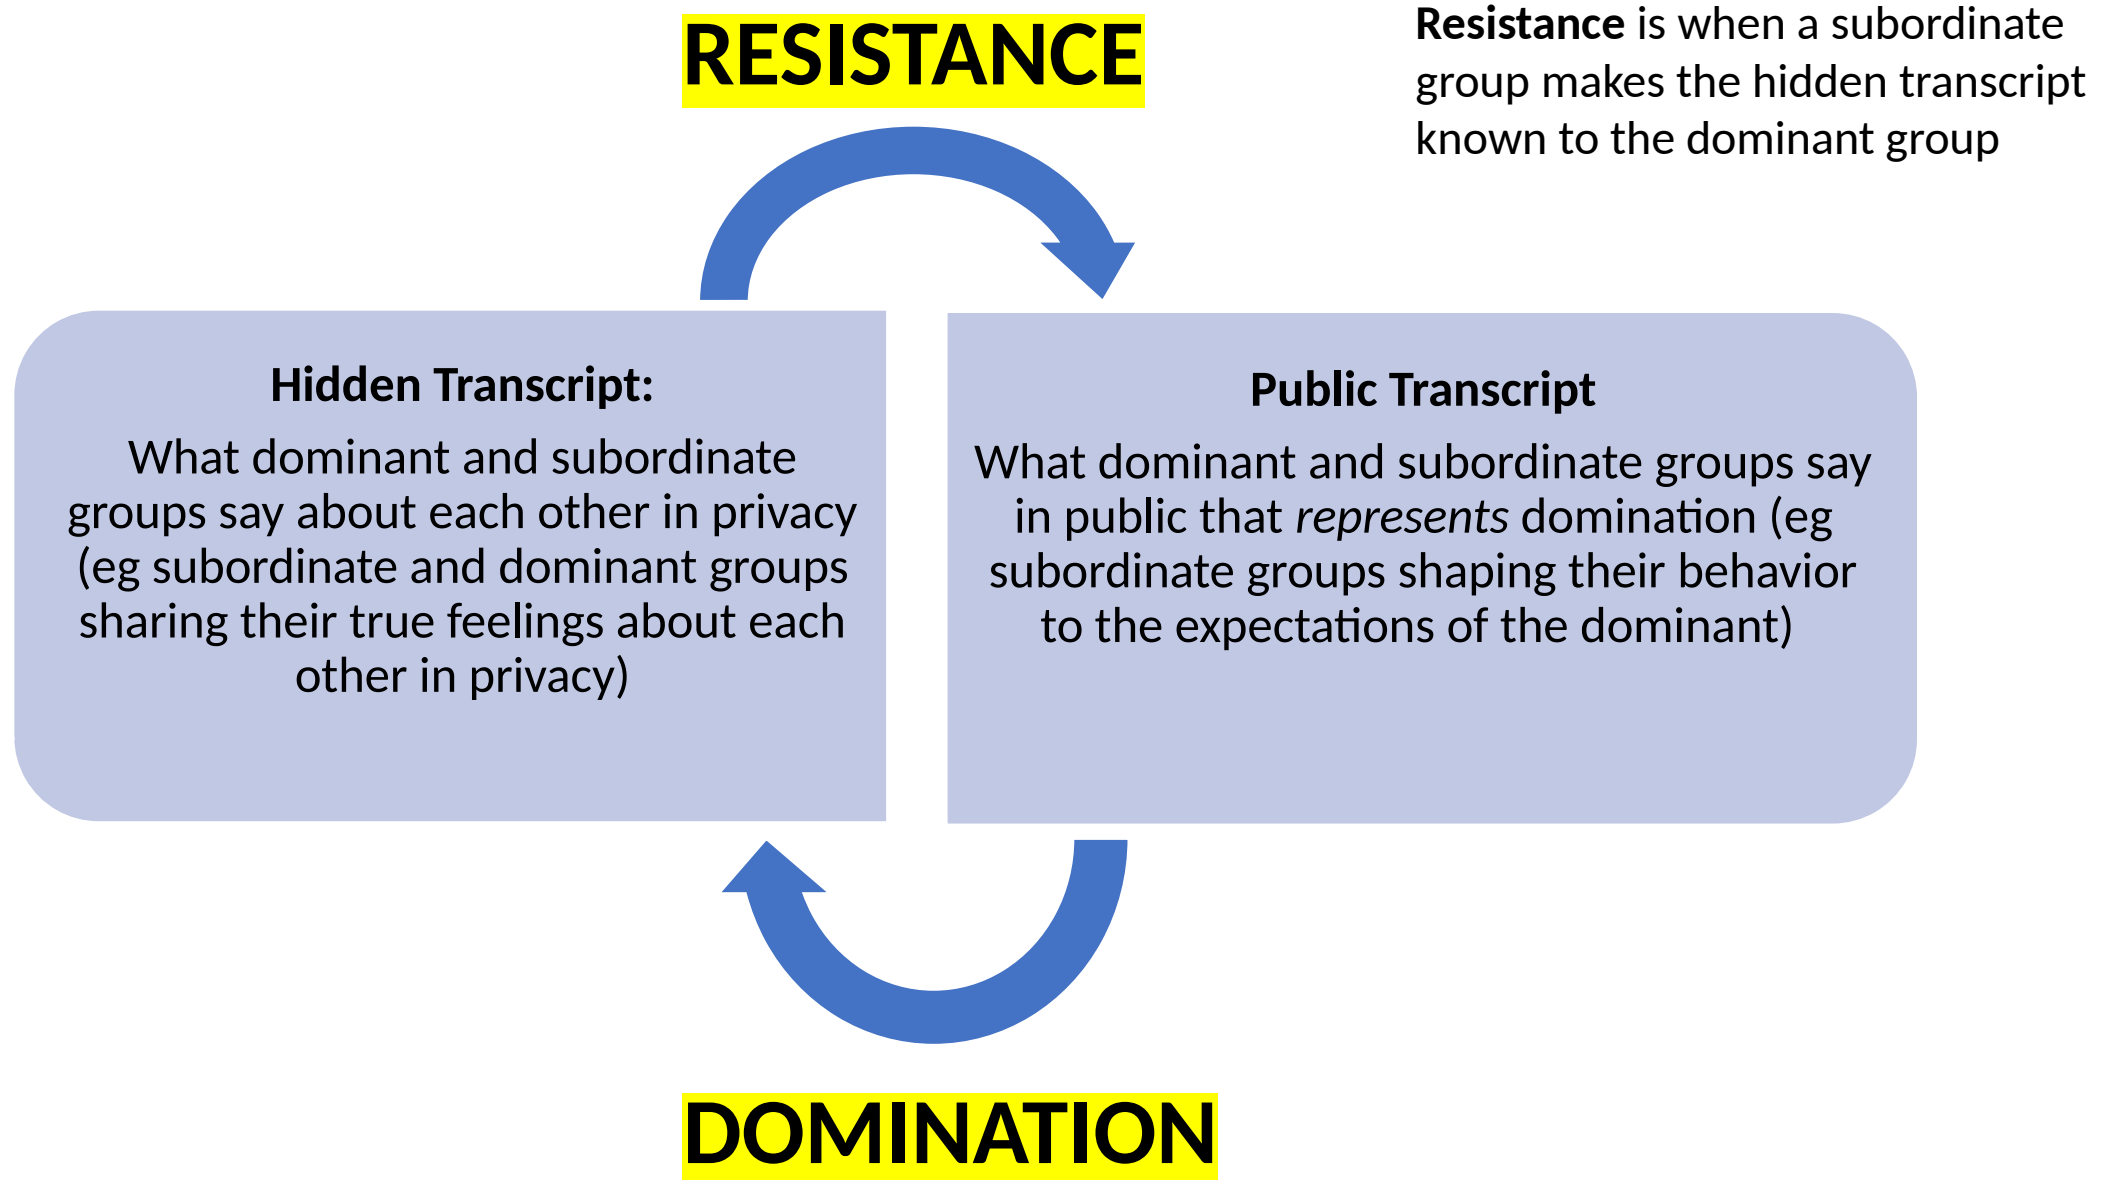 RESISTANCE
Resistance is when a subordinate
group makes the hidden transcript
known to the dominant group
Hidden Transcript:
What dominant and subordinate
groups say about each other in privacy
(eg subordinate and dominant groups
sharing their true feelings about each
other in privacy)
Public Transcript
What dominant and subordinate groups say
in public that represents domination (eg
subordinate groups shaping their behavior
to the expectations of the dominant)
DOMINATION